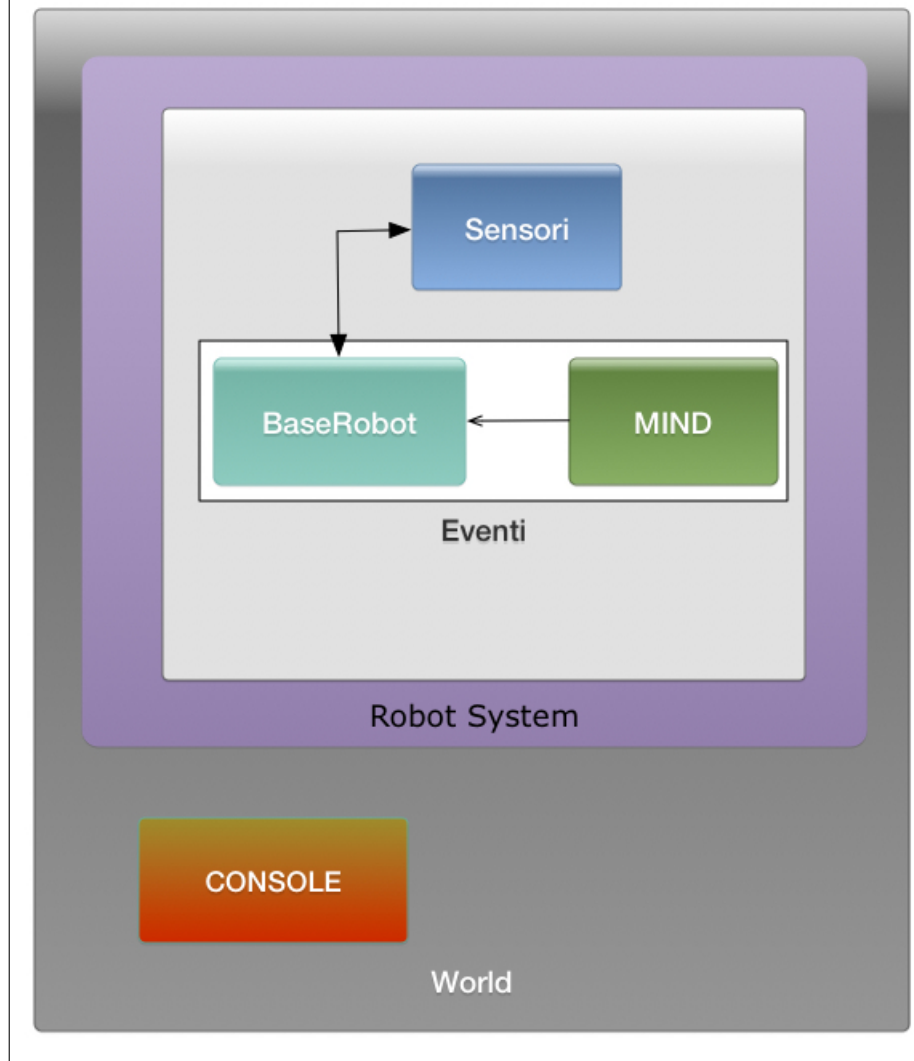 Sensori
BaseRobot
MIND
Eventi
Robot System
CONSOLE
World